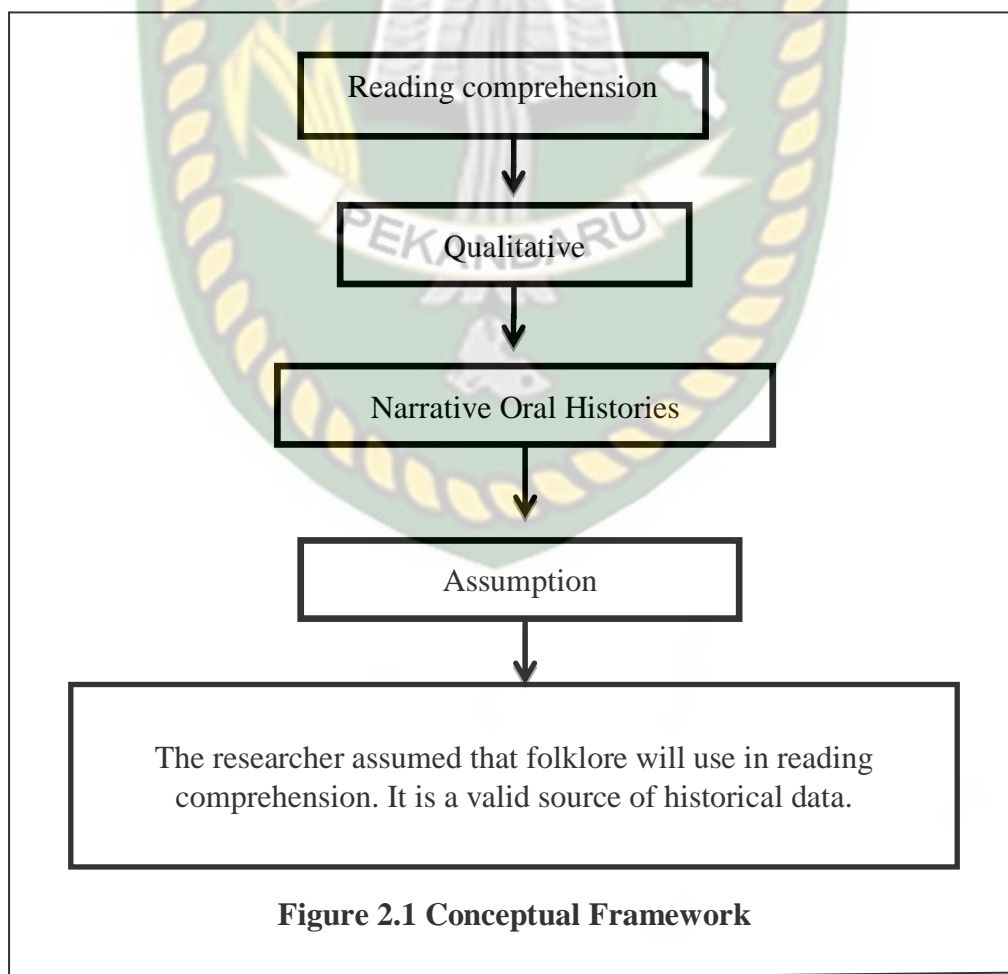 Reading comprehension
PEKANBARU
Qualitative
Narrative Oral Histories
Assumption
The researcher assumed that folklore will use in reading
comprehension. It is a valid source of historical data.
Figure 2.1 Conceptual Framework